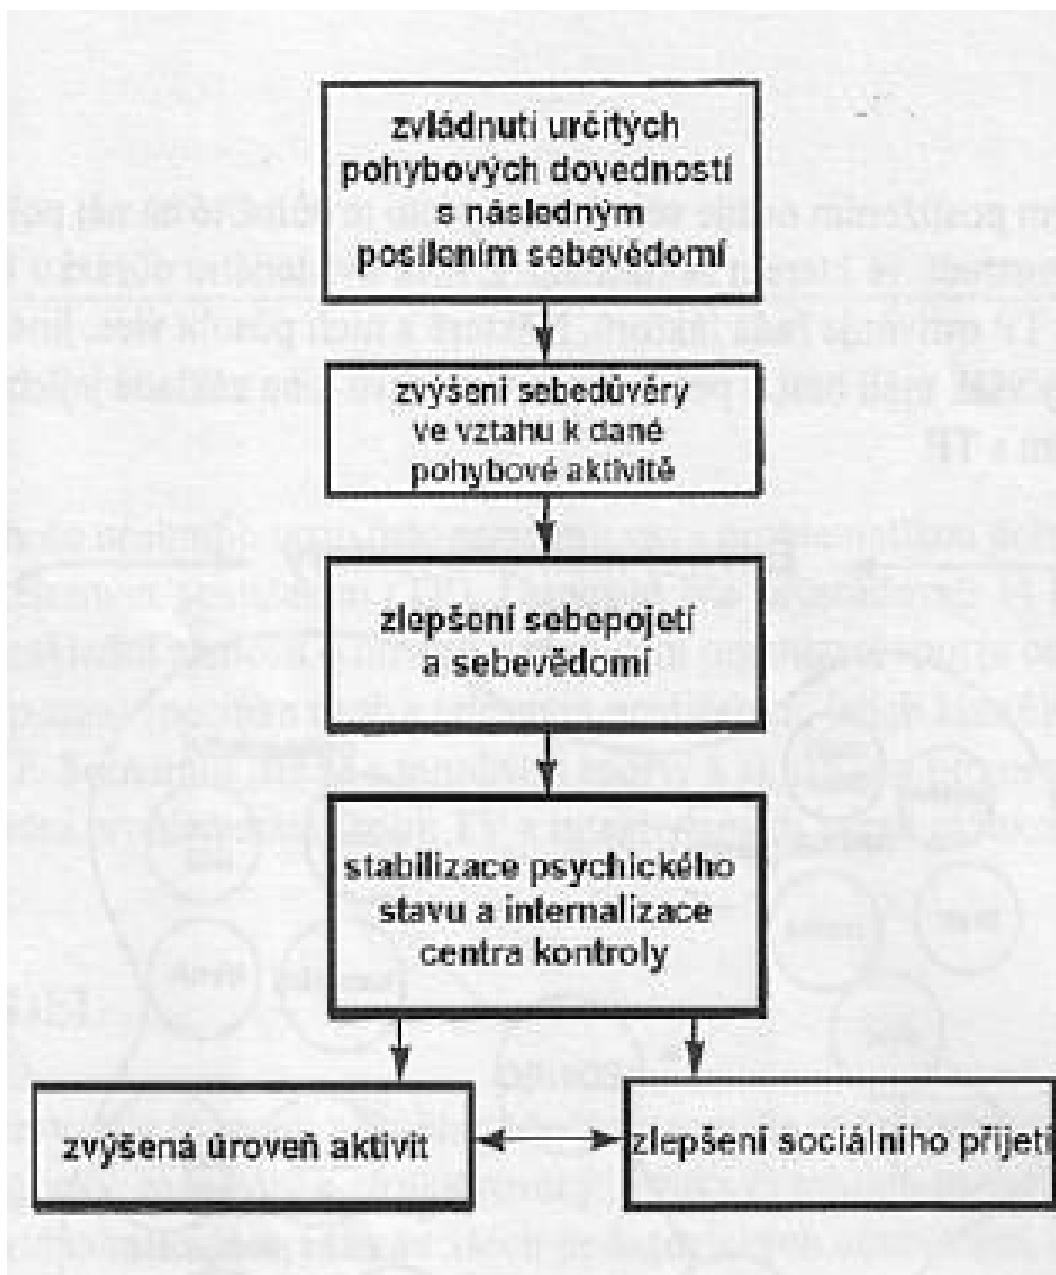 zvládnutí určitých
pohybových dovedností
s následným
posílením sebevědomí
zvýšení sebedůvěry
ve vztahu k dané
pohybové aktivitě
zlepšení sebepojetí
a sebevědomí
stabilizace psychického
stavu a internalizace
centra kontroly
zvýšená úroveň aktivit
zlepšení sociálního přijetí